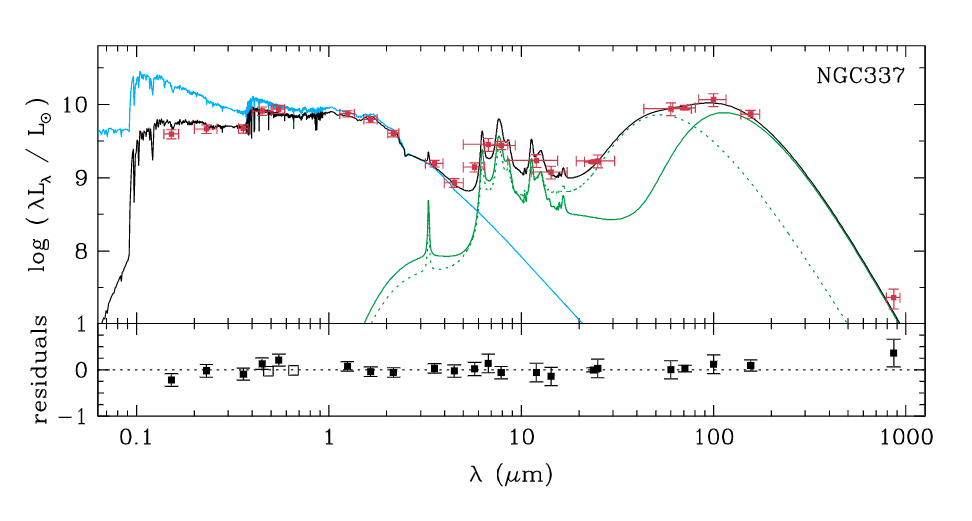 NGC337
log ( λL_λ / L_⊙ )
10
9
8
1
residuals
0
−1
0.1
1
10
100
1000
λ (μm)